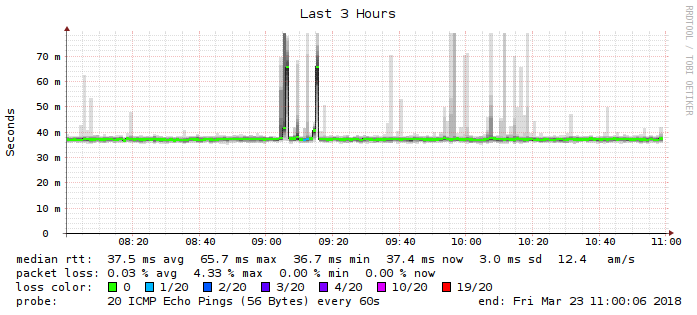 Last 3 Hours
RRDTOOL / TOBI OETIKER
Seconds
70 m
60 m
50 m
40 m
30 m
20 m
10 m
0
08:20 08:40 09:00 09:20 09:40 10:00 10:20 10:40 11:00
median rtt: 37.5 ms avg 65.7 ms max 36.7 ms min 37.4 ms now 3.0 ms sd 12.4 am/s
packet loss: 0.03 % avg 4.33 % max 0.00 % min 0.00 % now
loss color: 0 1/20 2/20 3/20 4/20 10/20 19/20
probe: 20 ICMP Echo Pings (56 Bytes) every 60s end: Fri Mar 23 11:00:06 2018